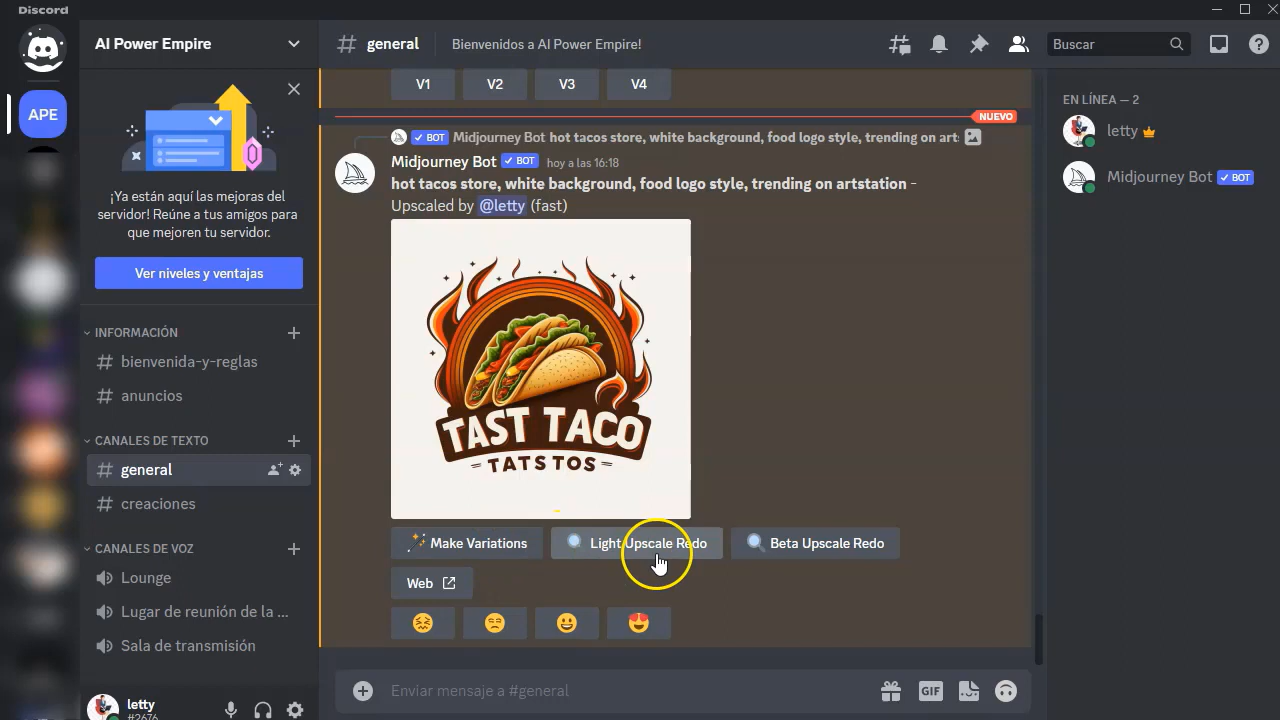 Discord
AI Power Empire
general
Bienvenidos a AI Power Empire!
Buscar
APE
¡Ya están aquí las mejoras del
servidor! Reúne a tus amigos para
que mejoren tu servidor.
Ver niveles y ventajas
INFORMACIÓN
bienvenida-y-reglas
anuncios
CANALES DE TEXTO
general
creaciones
CANALES DE VOZ
Lounge
Lugar de reunión de la ...
Sala de transmisión
letty
#2676
V1 V2 V3 V4
NUEVO
BOT Midjourney Bot hot tacos store, white background, food logo style, trending on art
Midjourney Bot BOT hoy a las 16:18
hot tacos store, white background, food logo style, trending on artstation -
Upscaled by @letty (fast)
TAST TACO
TATS TOS
Make Variations Light Upscale Redo Beta Upscale Redo
Web
Enviar mensaje a #general
GIF
EN LÍNEA — 2
letty
Midjourney Bot BOT